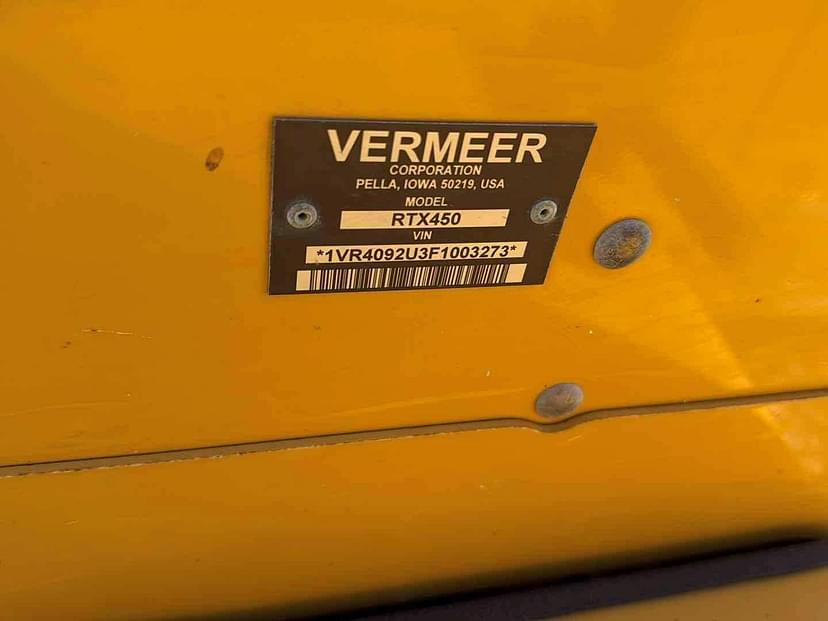 VERMEER
CORPORATION
PELLA, IOWA 50219, USA
MODEL
RTX450
VIN
*1VR4092U3F1003273*